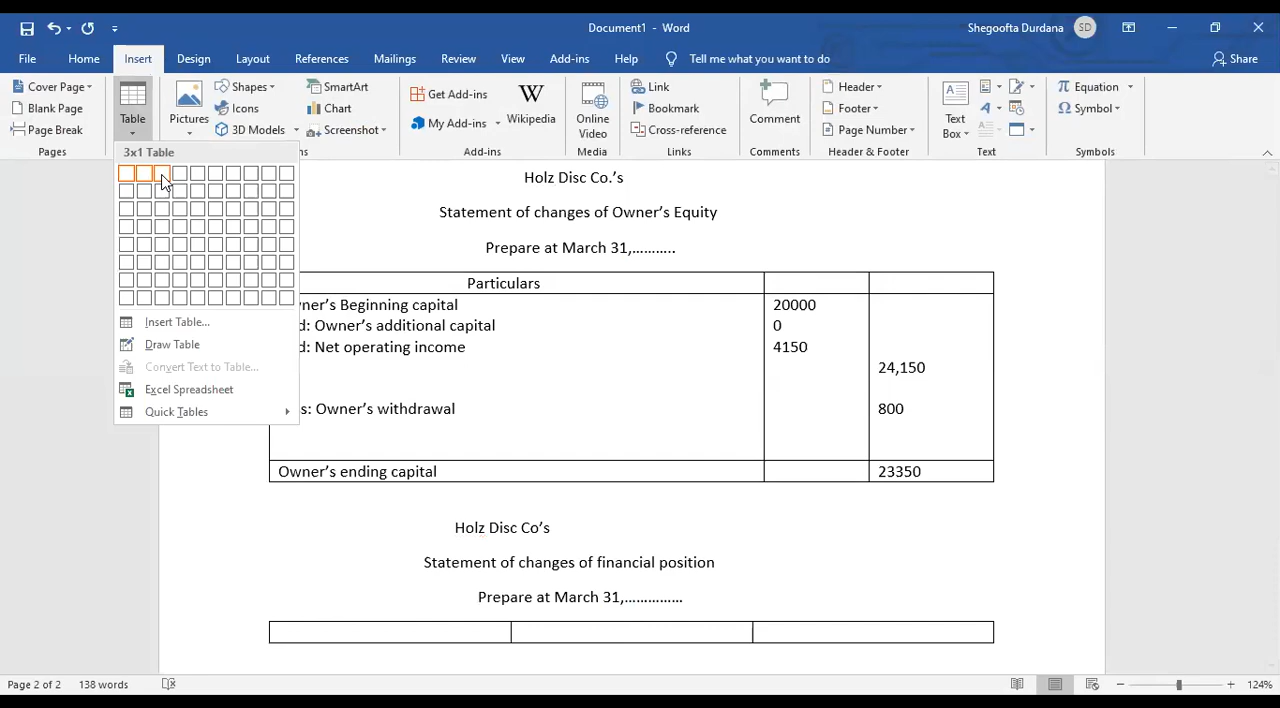 Document1 - Word
Shegoofta Durdana SD
File Home Insert Design Layout References Mailings Review View Add-ins Help Tell me what you want to do Share
Cover Page
Blank Page
Page Break
Pages
Table
Pictures
Shapes
Icons
3D Models
SmartArt
Chart
Screenshot
Get Add-ins
My Add-ins
W
Wikipedia
Add-ins
Online
Video
Media
Link
Bookmark
Cross-reference
Links
Comment
Comments
Header
Footer
Page Number
Header & Footer
A
Text
Box
A
Text
Equation
Symbol
Symbols
3x1 Table
Insert Table...
Draw Table
Convert Text to Table...
Excel Spreadsheet
Quick Tables
Holz Disc Co.'s
Statement of changes of Owner's Equity
Prepare at March 31,………..
Particulars
ner's Beginning capital 20000
d: Owner's additional capital 0
d: Net operating income 4150
24,150
s: Owner's withdrawal 800
Owner's ending capital 23350
Holz Disc Co's
Statement of changes of financial position
Prepare at March 31,……………
Page 2 of 2 138 words 124%